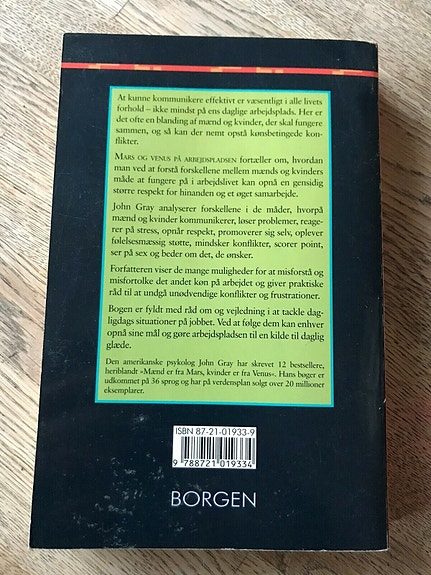 At kunne kommunikere effektivt er væsentligt i alle livets
forhold – ikke mindst på ens daglige arbejdsplads. Her er
det ofte en blanding af mænd og kvinder, der skal fungere
sammen, og så kan der nemt opstå kønsbetingede kon-
flikter.
MARS OG VENUS PÅ ARBEJDSPLADSEN fortæller om, hvordan
man ved at forstå forskellene mellem mænds og kvinders
måde at fungere på i arbejdslivet kan opnå en gensidig
større respekt for hinanden og et øget samarbejde.
John Gray analyserer forskellene i de måder, hvorpå
mænd og kvinder kommunikerer, løser problemer, reage-
rer på stress, opnår respekt, promoverer sig selv, oplever
følelsesmæssig støtte, mindsker konflikter, scorer point,
ser på sex og beder om det, de ønsker.
Forfatteren viser de mange muligheder for at misforstå og
misfortolke det andet køn på arbejdet og giver praktiske
råd til at undgå unødvendige konflikter og frustrationer.
Bogen er fyldt med råd om og vejledning i at tackle dag-
ligdags situationer på jobbet. Ved at følge dem kan enhver
opnå sine mål og gøre arbejdspladsen til en kilde til daglig
glæde.
Den amerikanske psykolog John Gray har skrevet 12 bestsellere,
heriblandt »Mænd er fra Mars, kvinder er fra Venus«. Hans bøger er
udkommet på 36 sprog og har på verdensplan solgt over 20 millioner
eksemplarer.
ISBN 87-21-01933-9
9 788721 019334
BORGEN